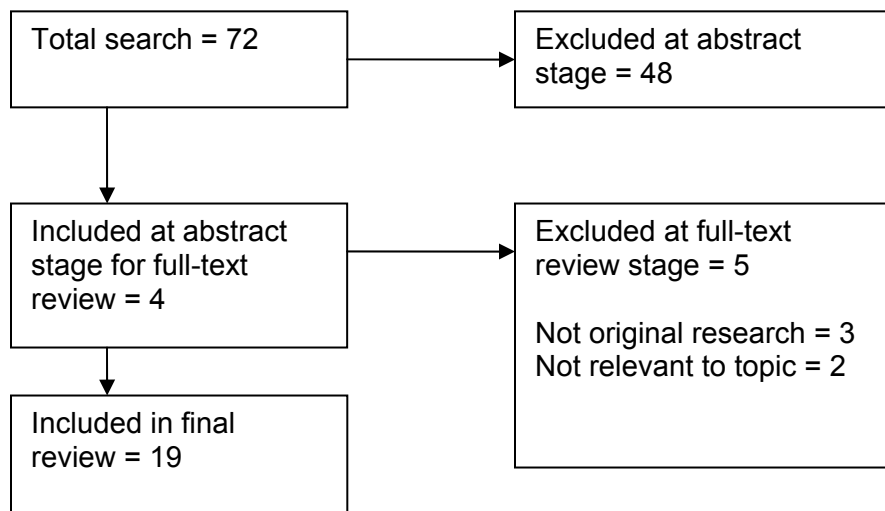 Total search = 72
Excluded at abstract
stage = 48
Included at abstract
stage for full-text
review = 4
Excluded at full-text
review stage = 5
Not original research = 3
Not relevant to topic = 2
Included in final
review = 19